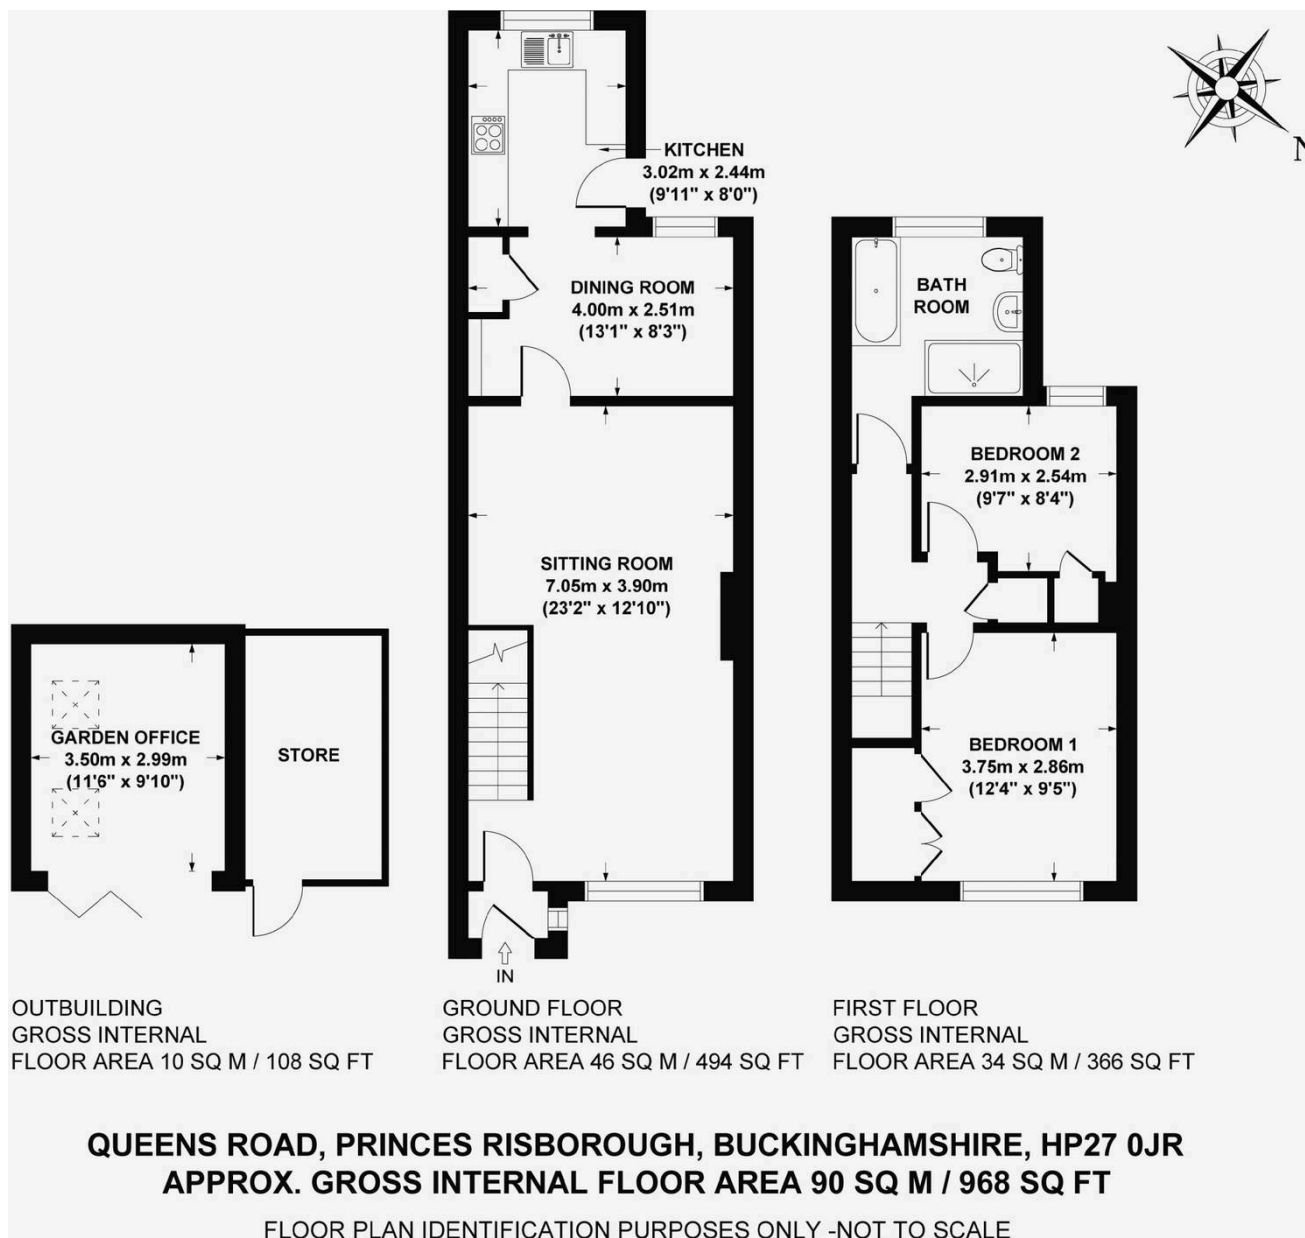 N
KITCHEN
3.02m x 2.44m
(9'11" x 8'0")
DINING ROOM
4.00m x 2.51m
(13'1" x 8'3")
BATH
ROOM
BEDROOM 2
2.91m x 2.54m
(9'7" x 8'4")
SITTING ROOM
7.05m x 3.90m
(23'2" x 12'10")
GARDEN OFFICE
3.50m x 2.99m
(11'6" x 9'10")
STORE
BEDROOM 1
3.75m x 2.86m
(12'4" x 9'5")
IN
OUTBUILDING
GROSS INTERNAL
FLOOR AREA 10 SQ M / 108 SQ FT
GROUND FLOOR
GROSS INTERNAL
FLOOR AREA 46 SQ M / 494 SQ FT
FIRST FLOOR
GROSS INTERNAL
FLOOR AREA 34 SQ M / 366 SQ FT
QUEENS ROAD, PRINCES RISBOROUGH, BUCKINGHAMSHIRE, HP27 0JR
APPROX. GROSS INTERNAL FLOOR AREA 90 SQ M / 968 SQ FT
FLOOR PLAN IDENTIFICATION PURPOSES ONLY -NOT TO SCALE